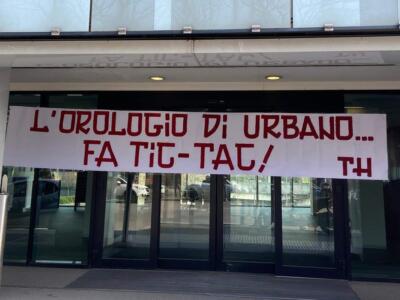 L'OROLOGIO DI URBANO...
FA TIC-TAC!
TH